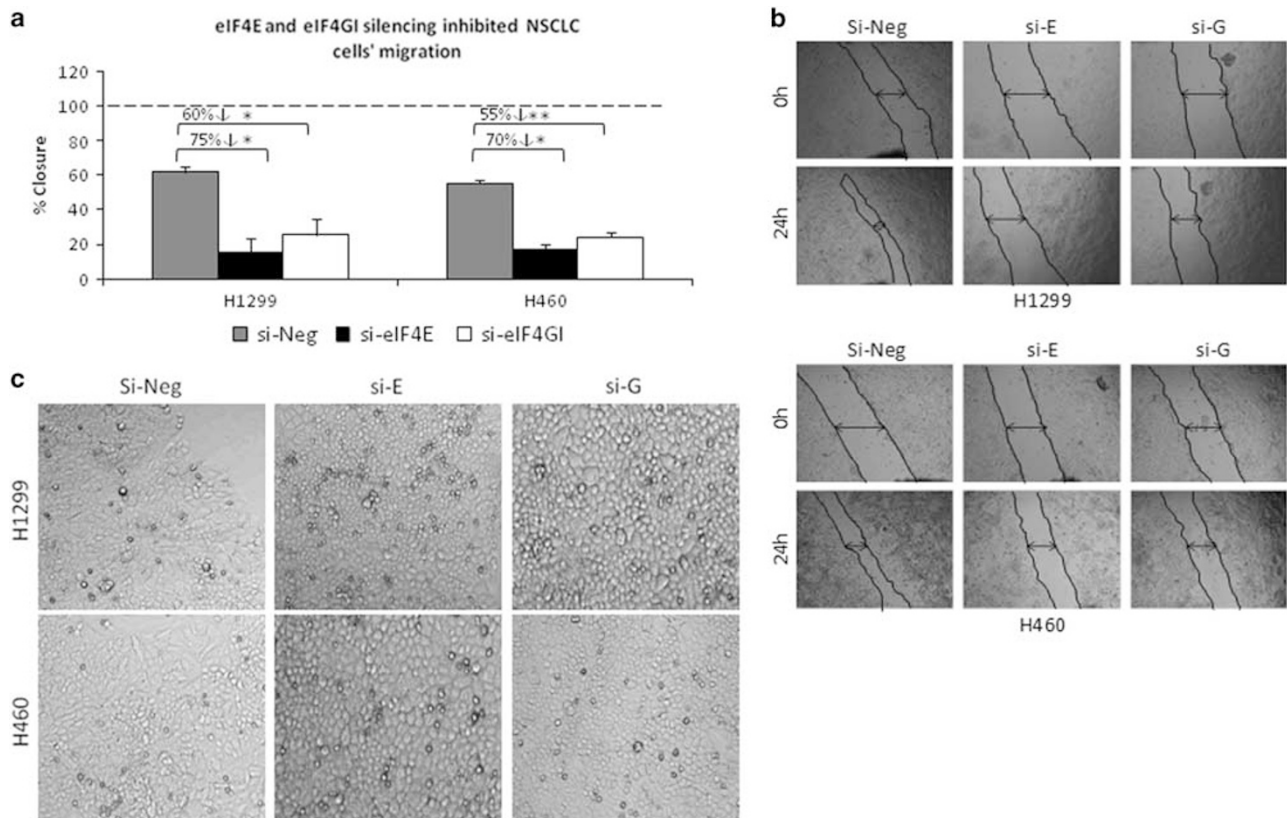 a
eIF4E and eIF4GI silencing inhibited NSCLC
cells' migration
% Closure
120
100
80
60
40
20
0
60%↓ *
75%↓ *
55%↓**
70%↓*
H1299
H460
si-Neg
si-eIF4E
si-eIF4GI
b
Si-Neg
si-E
si-G
0h
24h
H1299
Si-Neg
si-E
si-G
0h
24h
H460
c
Si-Neg
si-E
si-G
H1299
H460